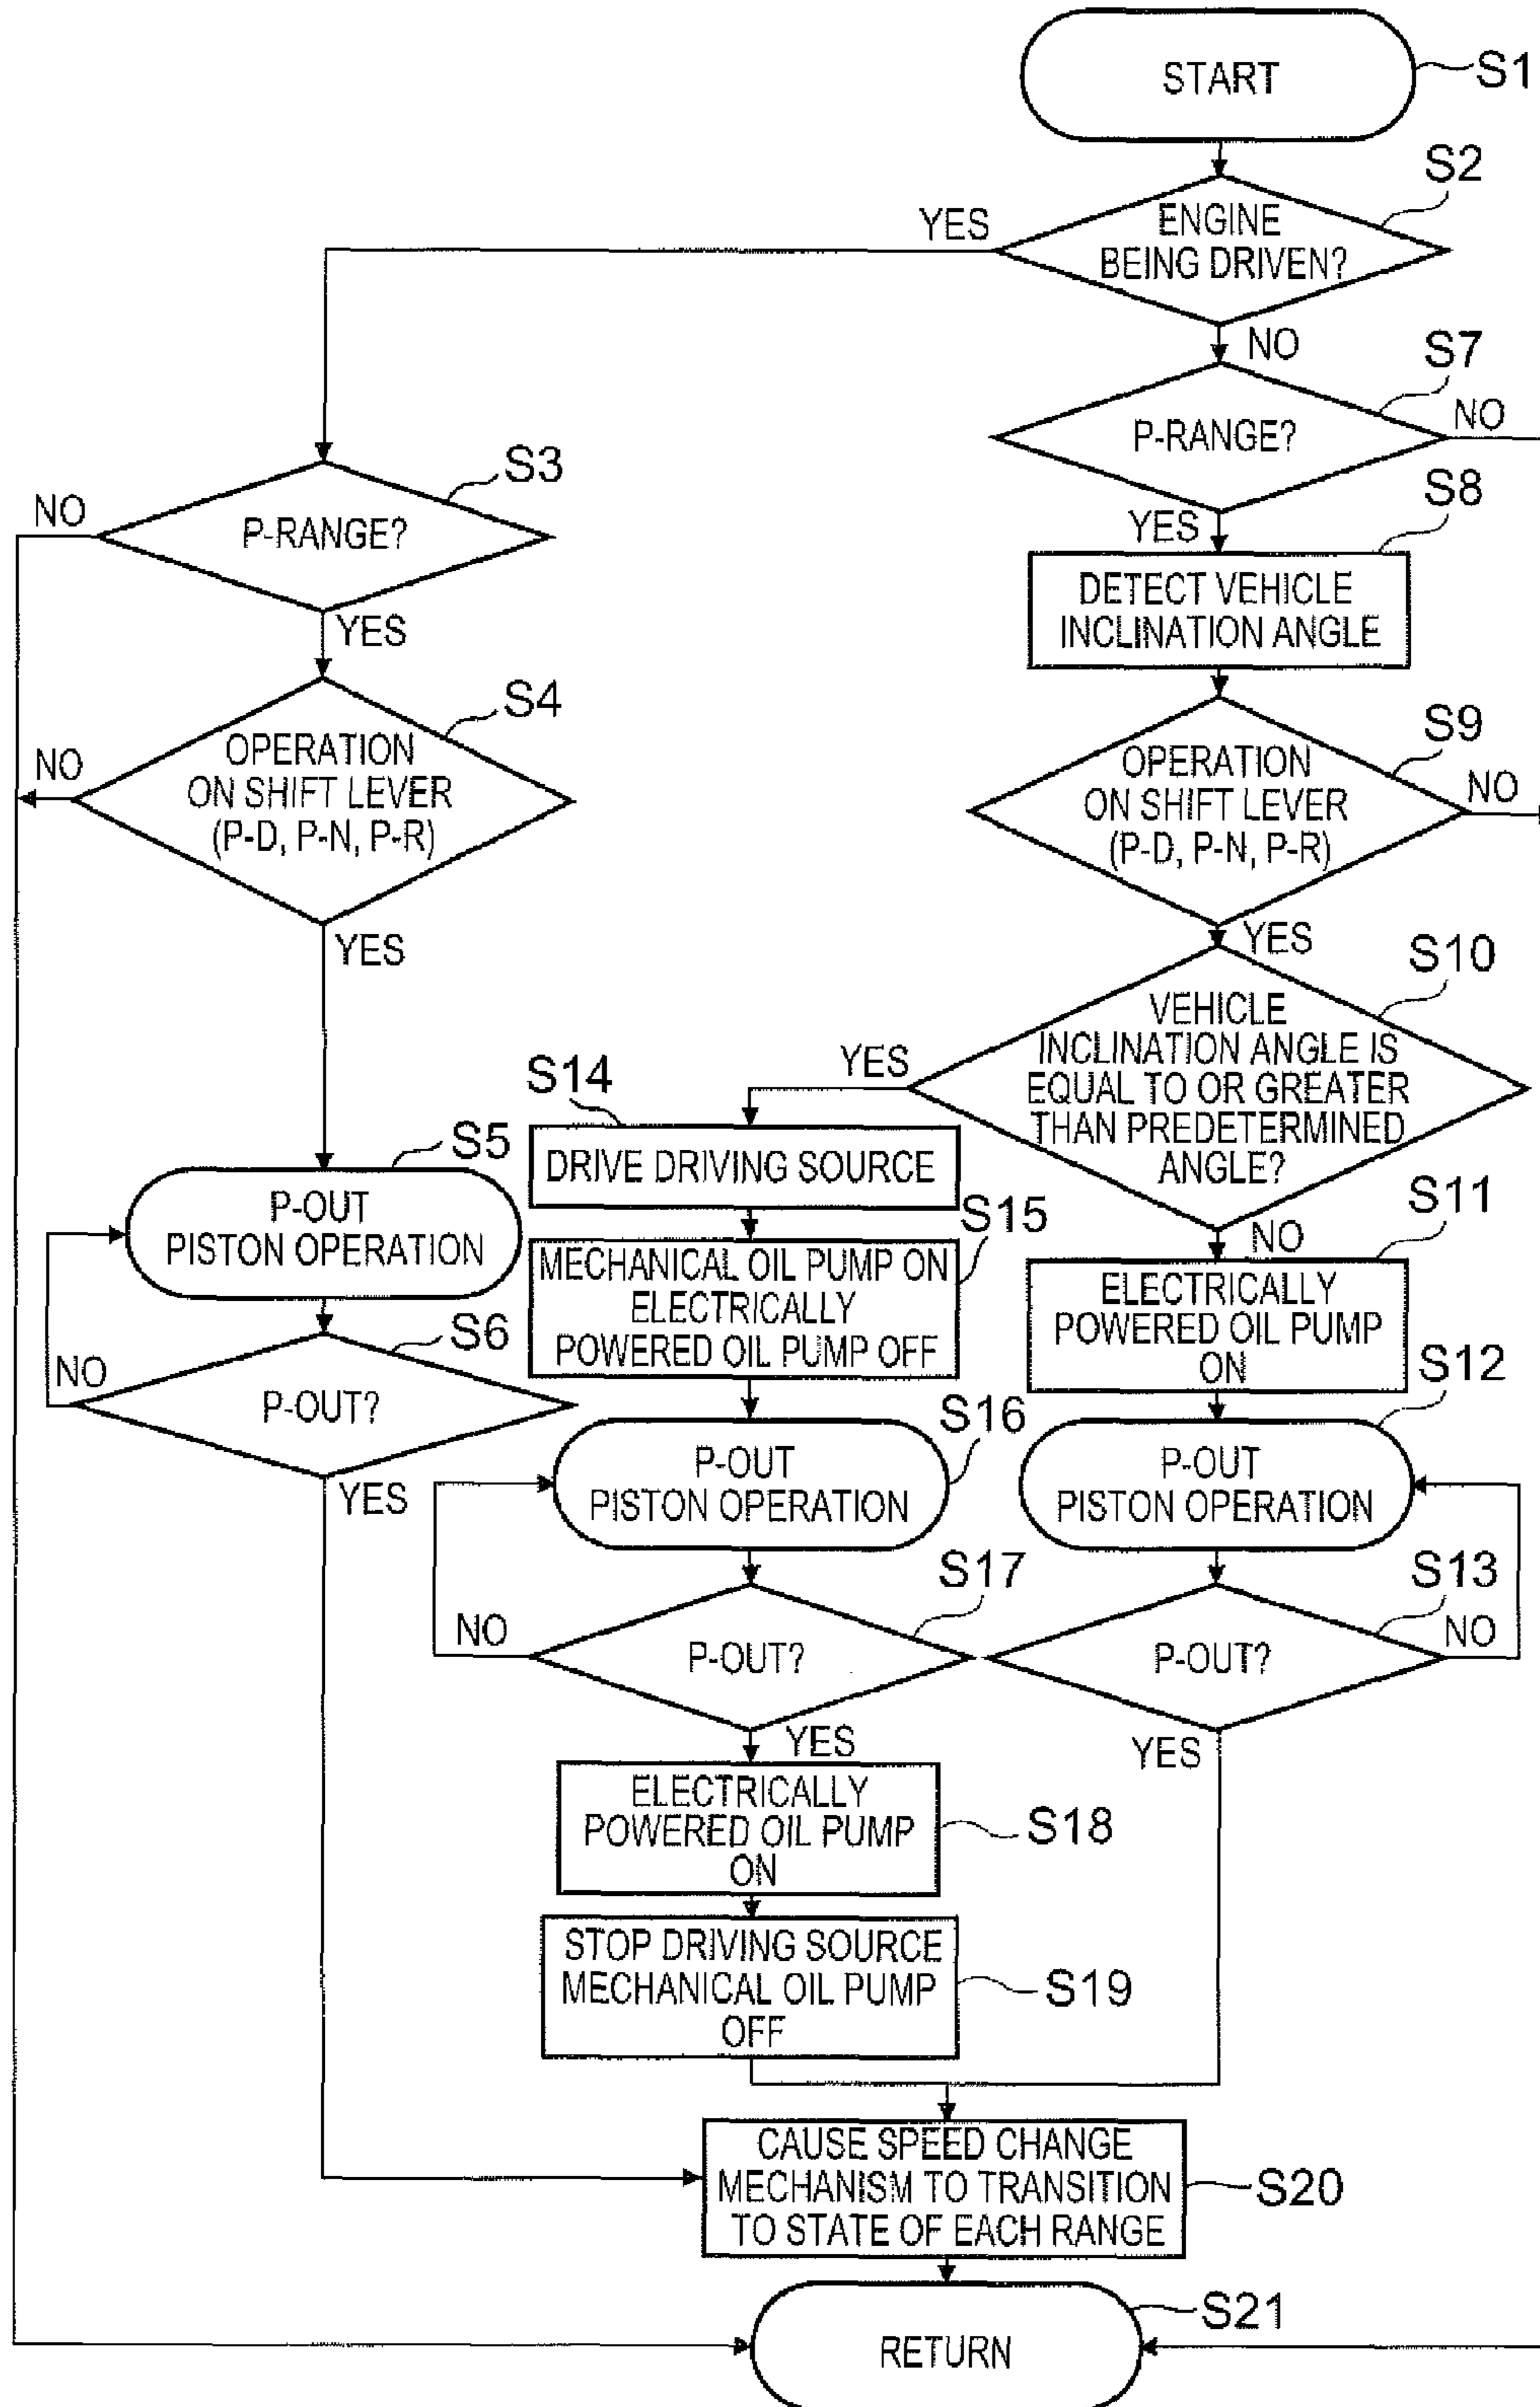 START
S1
S2
ENGINE
BEING DRIVEN?
YES
NO
S7
P-RANGE?
NO
YES
S3
P-RANGE?
NO
YES
S8
DETECT VEHICLE
INCLINATION ANGLE
S4
OPERATION
ON SHIFT LEVER
(P-D, P-N, P-R)
NO
YES
S9
OPERATION
ON SHIFT LEVER
(P-D, P-N, P-R)
NO
YES
S10
VEHICLE
INCLINATION ANGLE IS
EQUAL TO OR GREATER
THAN PREDETERMINED
ANGLE?
YES
NO
S5
P-OUT
PISTON OPERATION
S6
P-OUT?
NO
YES
S14
DRIVE DRIVING SOURCE
S15
MECHANICAL OIL PUMP ON
ELECTRICALLY
POWERED OIL PUMP OFF
S11
ELECTRICALLY
POWERED OIL PUMP
ON
S16
P-OUT
PISTON OPERATION
S12
P-OUT
PISTON OPERATION
S17
P-OUT?
NO
YES
S13
P-OUT?
NO
YES
ELECTRICALLY
POWERED OIL PUMP
ON
S18
STOP DRIVING SOURCE
MECHANICAL OIL PUMP
OFF
S19
CAUSE SPEED CHANGE
MECHANISM TO TRANSITION
TO STATE OF EACH RANGE
S20
S21
RETURN